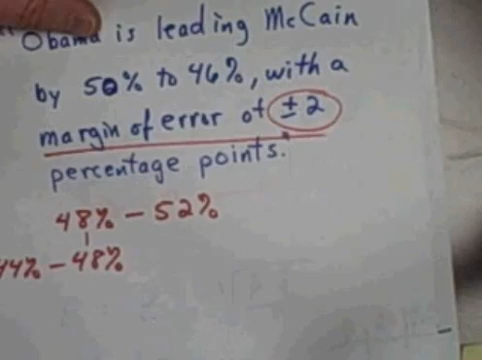 "Obama is leading McCain
by 50% to 46%, with a
margin of error of ±2
percentage points."
48% - 52%
44% - 48%